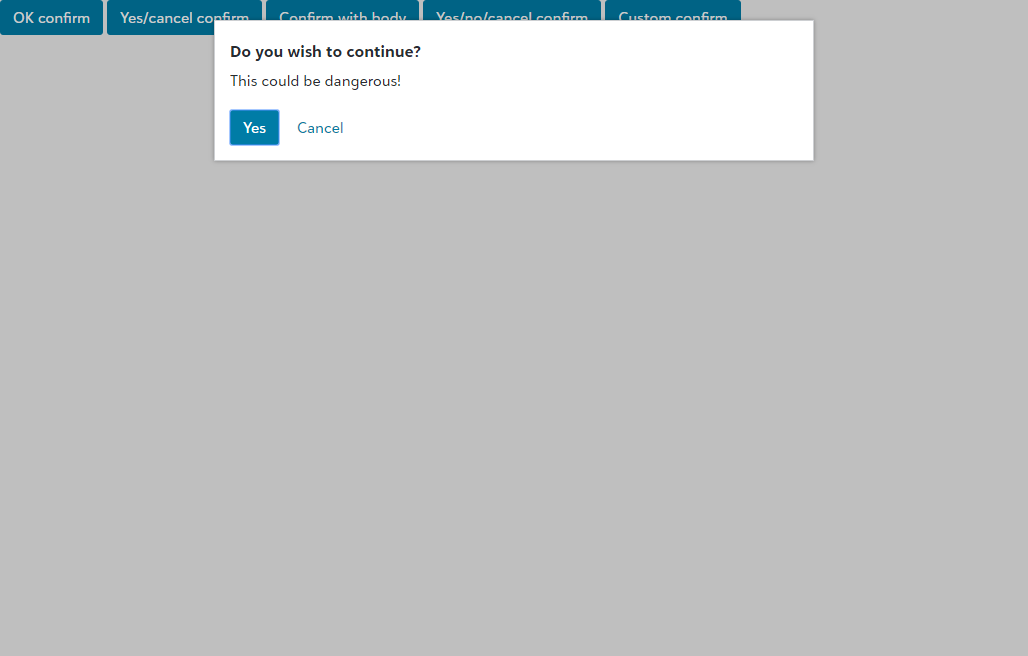 OK confirm Yes/cancel confirm Confirm with body Yes/no/cancel confirm Custom confirm
Do you wish to continue?
This could be dangerous!
Yes Cancel